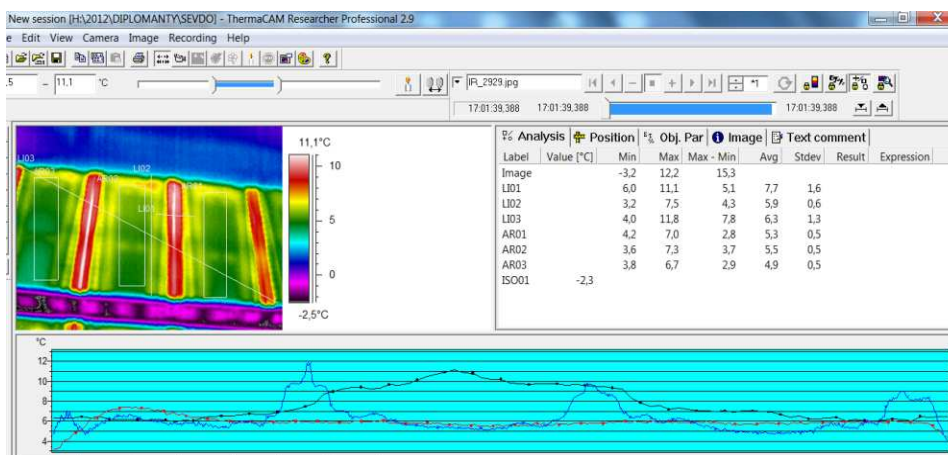 New session [H:\2012\DIPLOMANTY\SEVDO] - ThermaCAM Researcher Professional 2.9
e Edit View Camera Image Recording Help
.5 - 11,1 °C
IR_2929.jpg
17:01:39,388 17:01:39,388 17:01:39,388
LI03
LI02
AR02
LI01
11,1°C
10
5
0
-2,5°C
Analysis Position Obj. Par Image Text comment
Label Value [°C] Min Max Max - Min Avg Stdev Result Expression
Image -3,2 12,2 15,3
LI01 6,0 11,1 5,1 7,7 1,6
LI02 3,2 7,5 4,3 5,9 0,6
LI03 4,0 11,8 7,8 6,3 1,3
AR01 4,2 7,0 2,8 5,3 0,5
AR02 3,6 7,3 3,7 5,5 0,5
AR03 3,8 6,7 2,9 4,9 0,5
ISO01 -2,3
°C
12
10
8
6
4